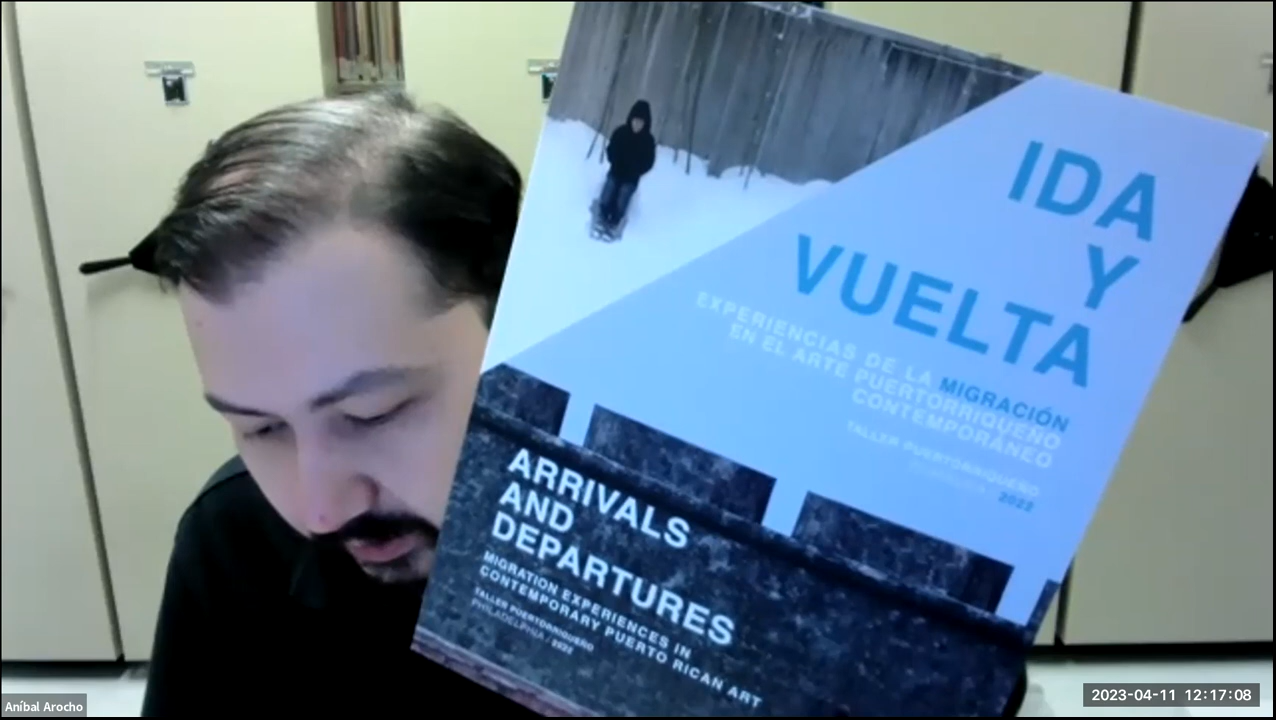 IDA
Y
VUELTA
EXPERIENCIAS DE LA MIGRACIÓN
EN EL ARTE PUERTORRIQUEÑO
CONTEMPORÁNEO
TALLER PUERTORRIQUEÑO
2022
ARRIVALS
AND
DEPARTURES
MIGRATION EXPERIENCES IN
CONTEMPORARY PUERTO RICAN ART
TALLER PUERTORRIQUEÑO
PHILADELPHIA / 2022
Aníbal Arocho
2023-04-11 12:17:08